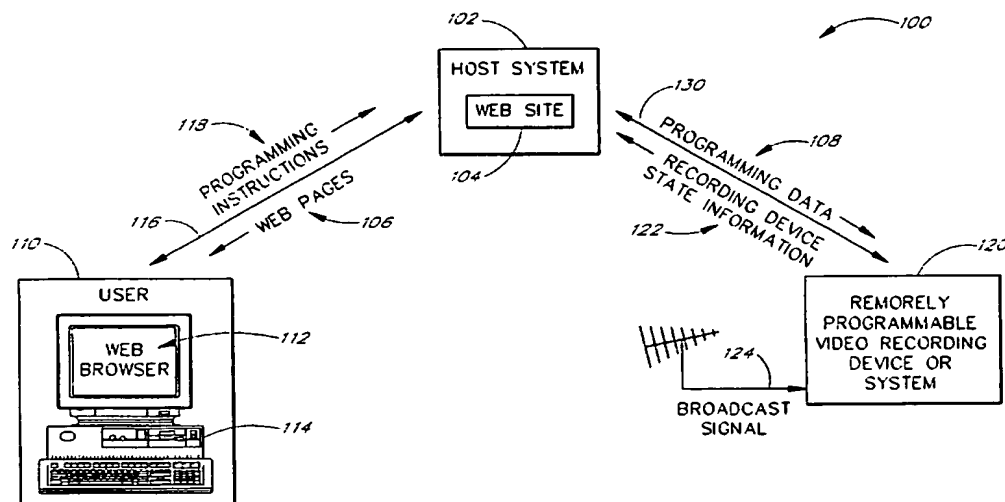 100
102
HOST SYSTEM
WEB SITE
104
130
PROGRAMMING DATA
108
RECORDING DEVICE
STATE INFORMATION
122
118
PROGRAMMING
INSTRUCTIONS
116
WEB PAGES
106
110
USER
WEB
BROWSER
112
114
120
REMORELY
PROGRAMMABLE
VIDEO RECORDING
DEVICE OR
SYSTEM
124
BROADCAST
SIGNAL